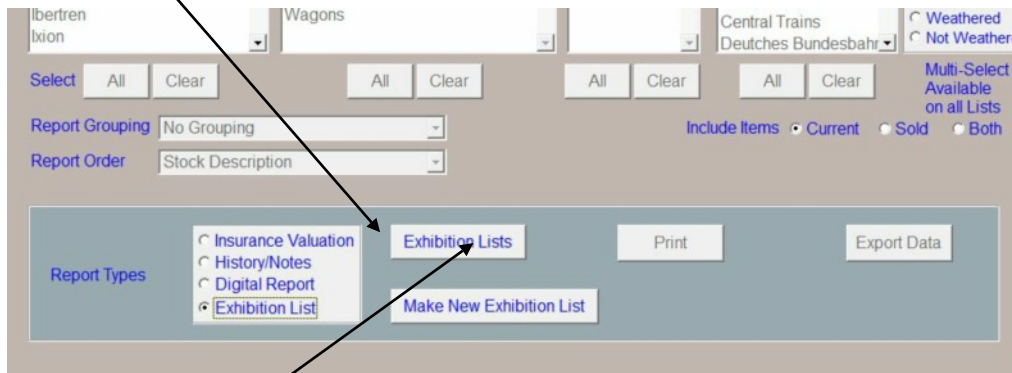 Ibertren
Ixion
Wagons
Central Trains
Deutches Bundesbahr
Weathered
Not Weather
Select All Clear All Clear All Clear All Clear
Multi-Select
Available
on all Lists
Report Grouping No Grouping
Include Items Current Sold Both
Report Order Stock Description
Report Types
Insurance Valuation
History/Notes
Digital Report
Exhibition List
Exhibition Lists Print Export Data
Make New Exhibition List